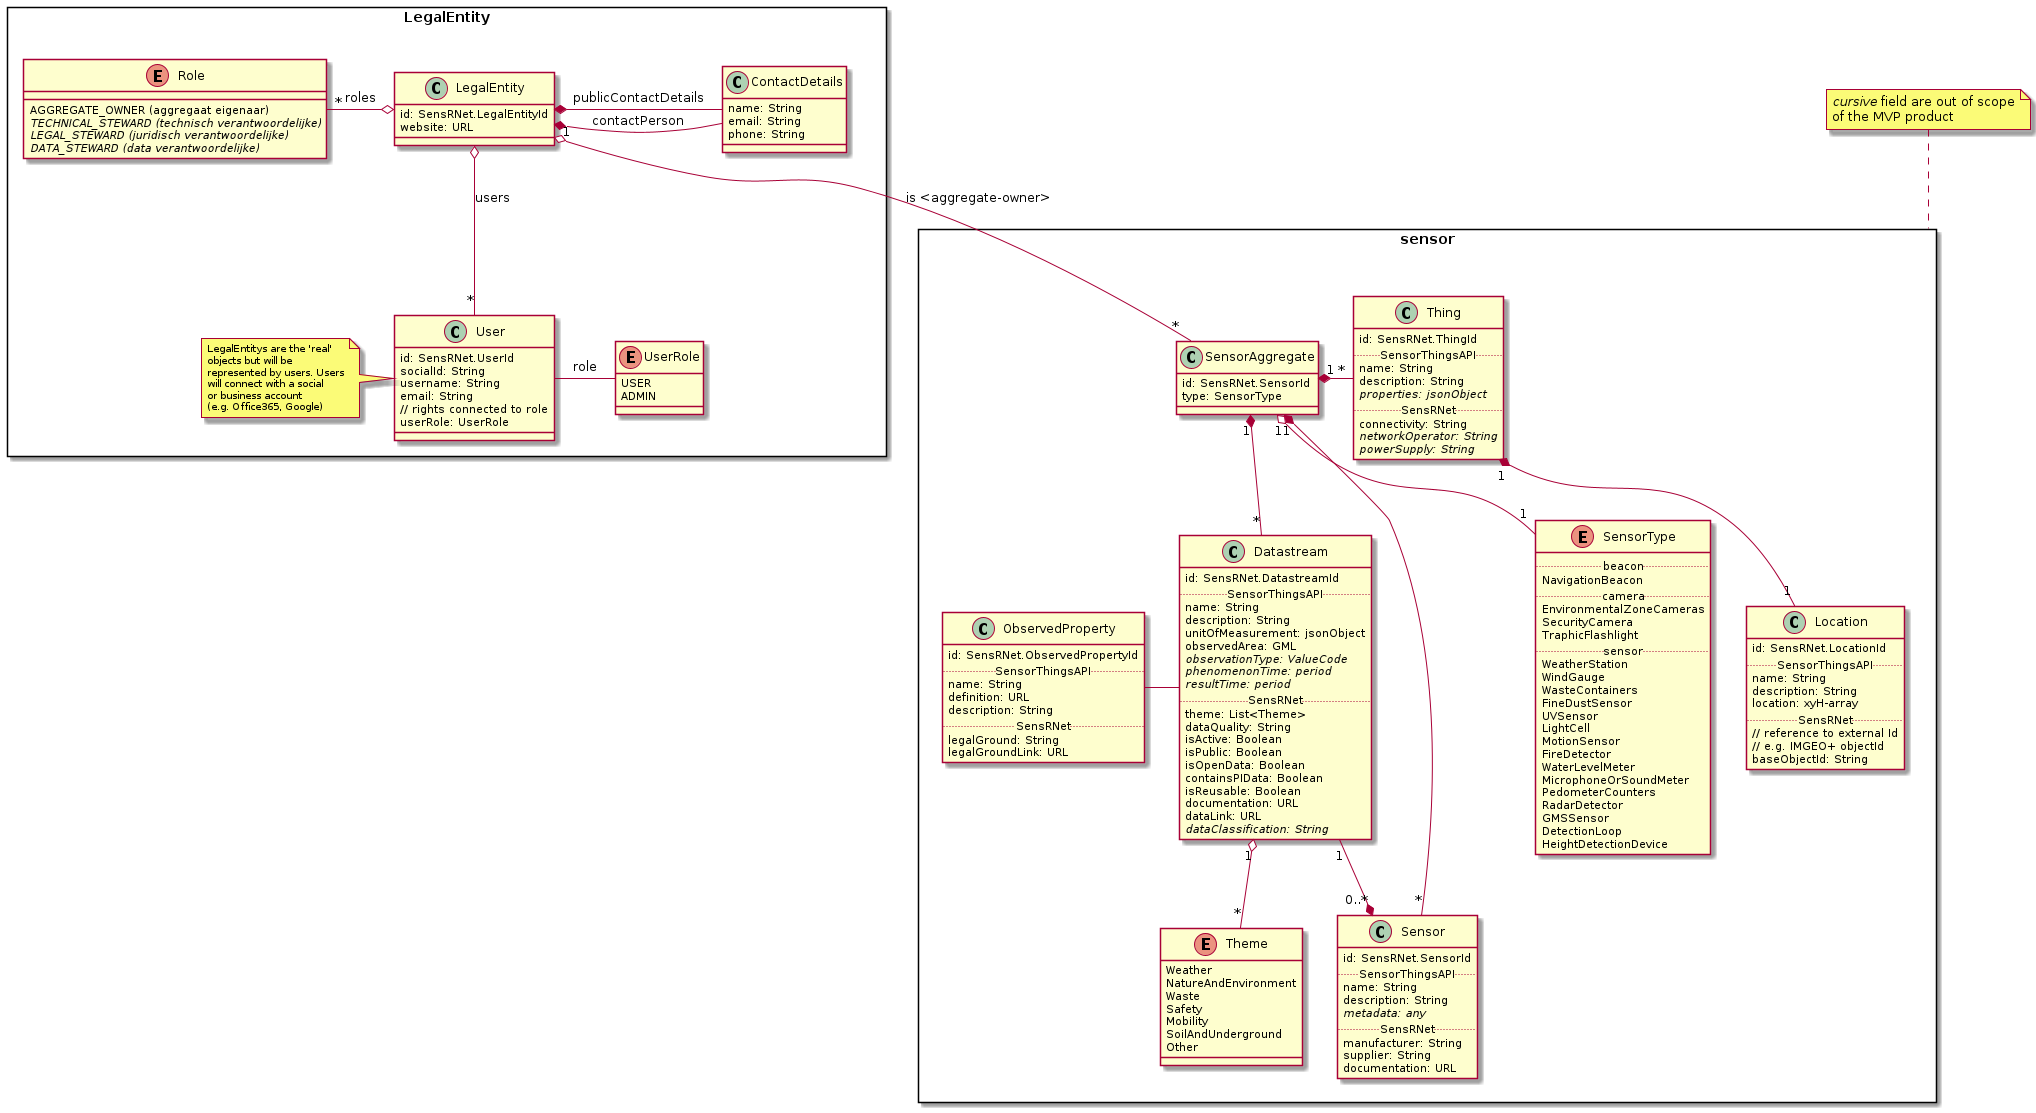 LegalEntity
E Role
AGGREGATE_OWNER (aggregaat eigenaar)
TECHNICAL_STEWARD (technisch verantwoordelijke)
LEGAL_STEWARD (juridisch verantwoordelijke)
DATA_STEWARD (data verantwoordelijke)
* roles
C LegalEntity
id: SensRNet.LegalEntityId
website: URL
publicContactDetails
contactPerson
1
C ContactDetails
name: String
email: String
phone: String
users
*
is <aggregate-owner>
*
LegalEntitys are the 'real'
objects but will be
represented by users. Users
will connect with a social
or business account
(e.g. Office365, Google)
C User
id: SensRNet.UserId
socialId: String
username: String
email: String
// rights connected to role
userRole: UserRole
role
E UserRole
USER
ADMIN
cursive field are out of scope
of the MVP product
sensor
C SensorAggregate
id: SensRNet.SensorId
type: SensorType
1 *
C Thing
id: SensRNet.ThingId
SensorThingsAPI
name: String
description: String
properties: jsonObject
SensRNet
connectivity: String
networkOperator: String
powerSupply: String
1
11
1
1
*
1
C Datastream
id: SensRNet.DatastreamId
SensorThingsAPI
name: String
description: String
unitOfMeasurement: jsonObject
observedArea: GML
observationType: ValueCode
phenomenonTime: period
resultTime: period
SensRNet
theme: List<Theme>
dataQuality: String
isActive: Boolean
isPublic: Boolean
isOpenData: Boolean
containsPIData: Boolean
isReusable: Boolean
documentation: URL
dataLink: URL
dataClassification: String
C ObservedProperty
id: SensRNet.ObservedPropertyId
SensorThingsAPI
name: String
definition: URL
description: String
SensRNet
legalGround: String
legalGroundLink: URL
E SensorType
beacon
NavigationBeacon
camera
EnvironmentalZoneCameras
SecurityCamera
TraphicFlashlight
sensor
WeatherStation
WindGauge
WasteContainers
FineDustSensor
UVSensor
LightCell
MotionSensor
FireDetector
WaterLevelMeter
MicrophoneOrSoundMeter
PedometerCounters
RadarDetector
GMSSensor
DetectionLoop
HeightDetectionDevice
C Location
id: SensRNet.LocationId
SensorThingsAPI
name: String
description: String
location: xyH-array
SensRNet
// reference to external Id
// e.g. IMGEO+ objectId
baseObjectId: String
1
1
*
0..*
*
E Theme
Weather
NatureAndEnvironment
Waste
Safety
Mobility
SoilAndUnderground
Other
C Sensor
id: SensRNet.SensorId
SensorThingsAPI
name: String
description: String
metadata: any
SensRNet
manufacturer: String
supplier: String
documentation: URL